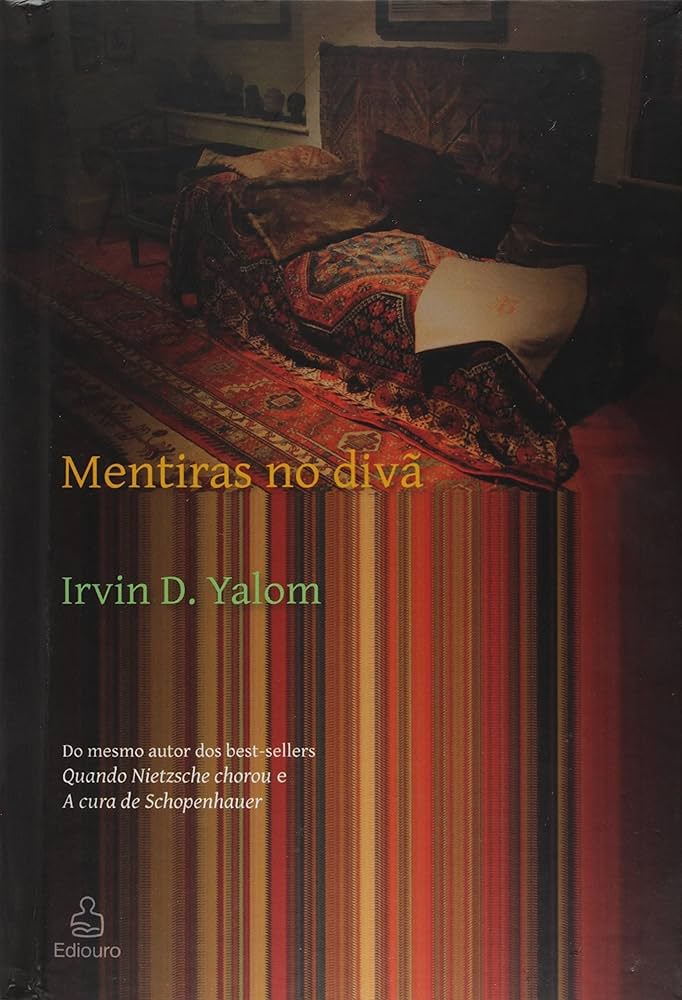 Mentiras no divã
Irvin D. Yalom
Do mesmo autor dos best-sellers
Quando Nietzsche chorou e
A cura de Schopenhauer
Ediouro